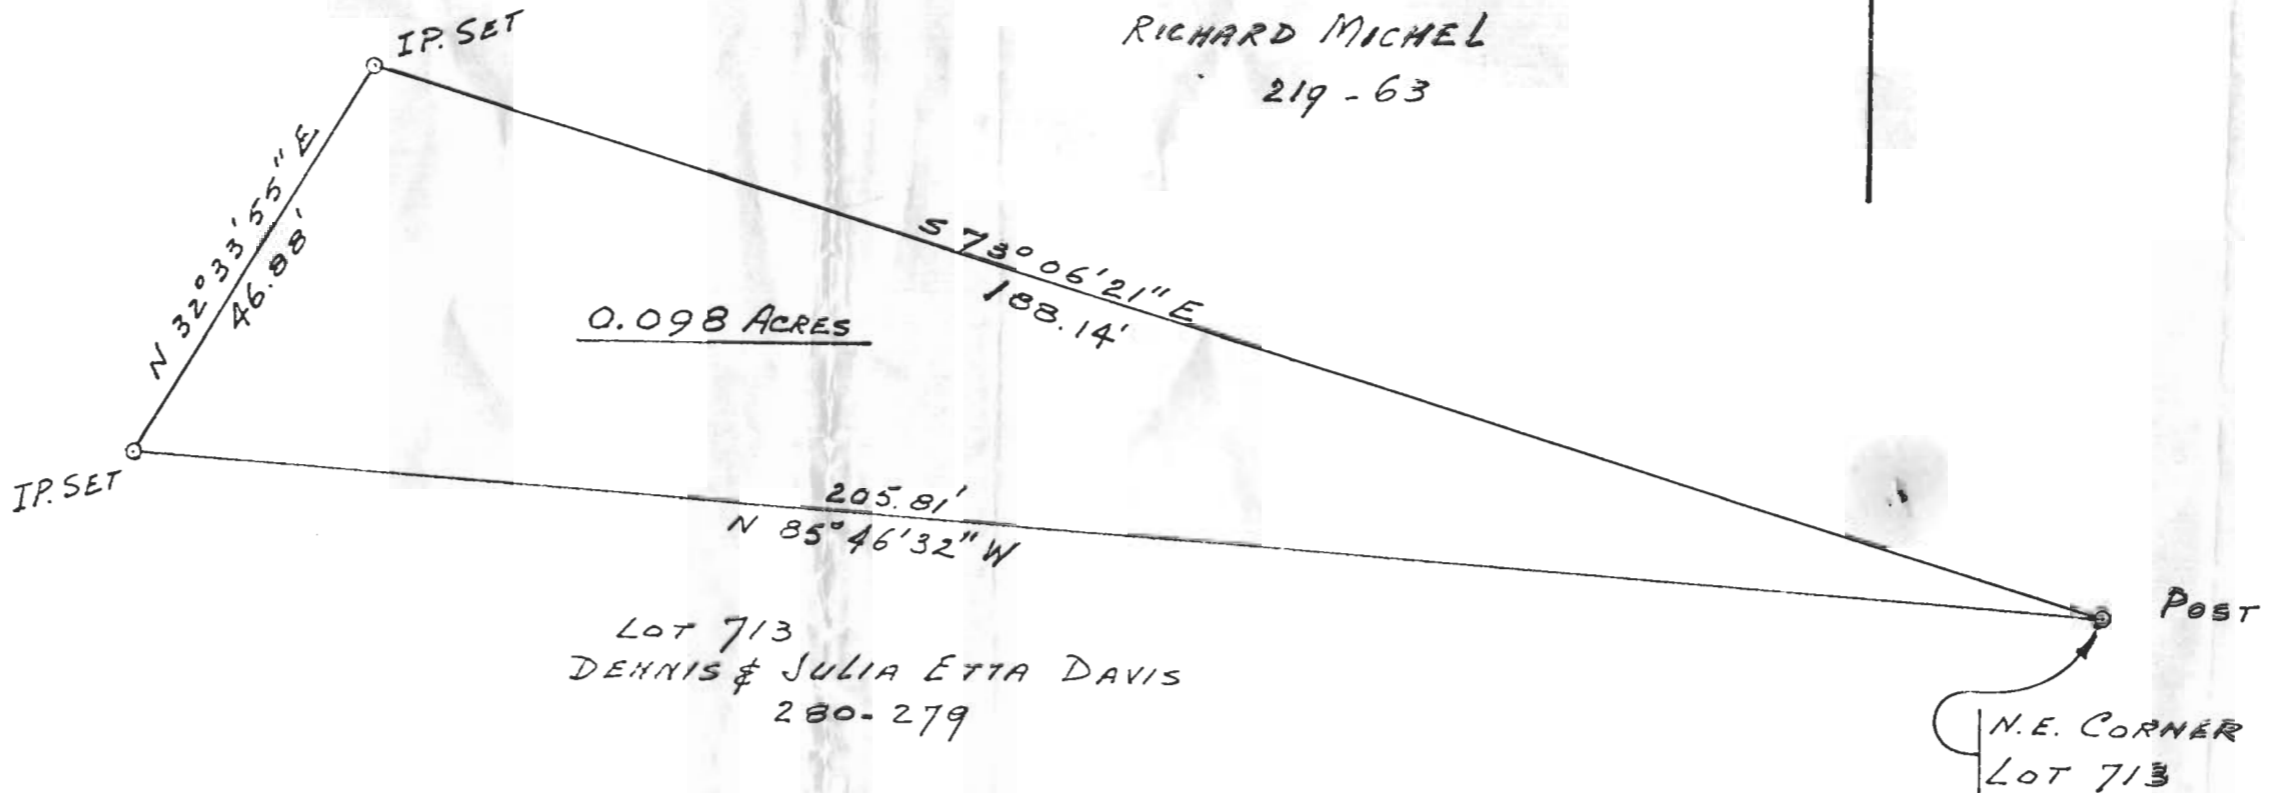 IP. SET
RICHARD MICHEL
219 - 63
N 32° 33' 55" E
46.88'
S 73° 06' 21" E
188.14'
0.098 ACRES
IP. SET
205.81'
N 85° 46' 32" W
POST
LOT 713
DENNIS & JULIA ETTA DAVIS
280 - 279
N.E. CORNER
LOT 713